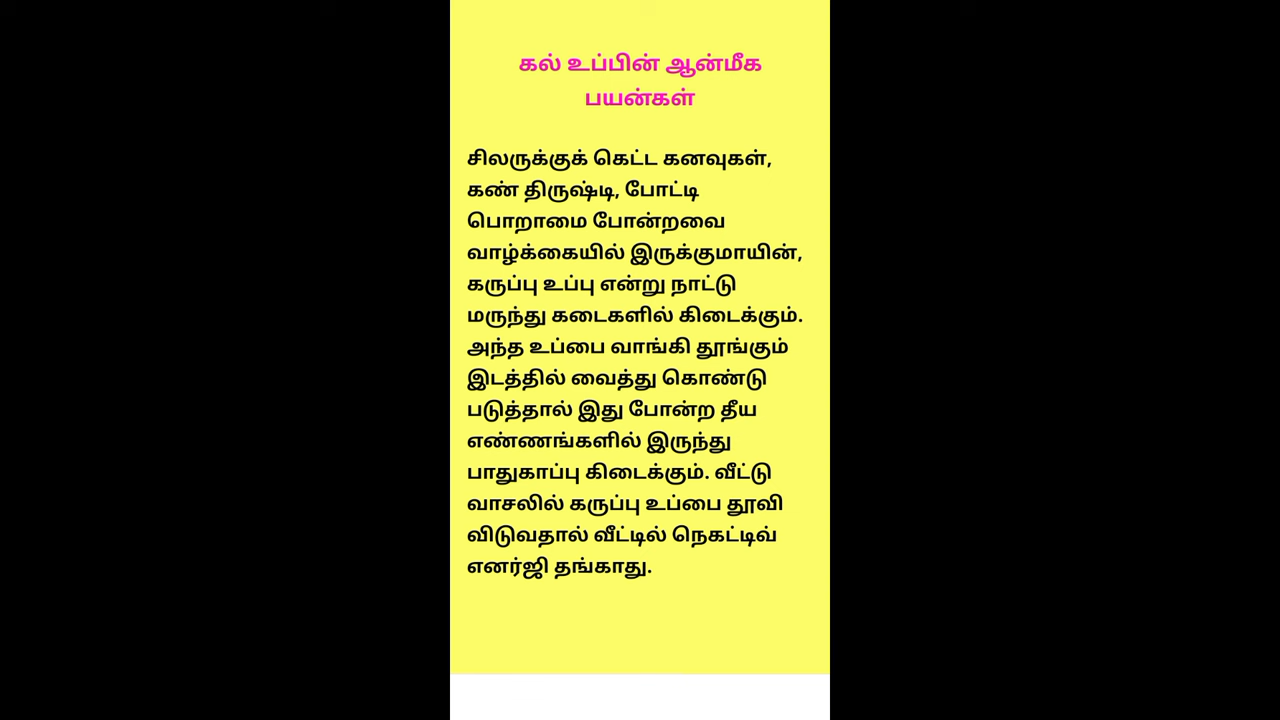 கல் உப்பின் ஆன்மீக
பயன்கள்
சிலருக்குக் கெட்ட கனவுகள்,
கண் திருஷ்டி, போட்டி
பொறாமை போன்றவை
வாழ்க்கையில் இருக்குமாயின்,
கருப்பு உப்பு என்று நாட்டு
மருந்து கடைகளில் கிடைக்கும்.
அந்த உப்பை வாங்கி தூங்கும்
இடத்தில் வைத்து கொண்டு
படுத்தால் இது போன்ற தீய
எண்ணங்களில் இருந்து
பாதுகாப்பு கிடைக்கும். வீட்டு
வாசலில் கருப்பு உப்பை தூவி
விடுவதால் வீட்டில் நெகட்டிவ்
எனர்ஜி தங்காது.